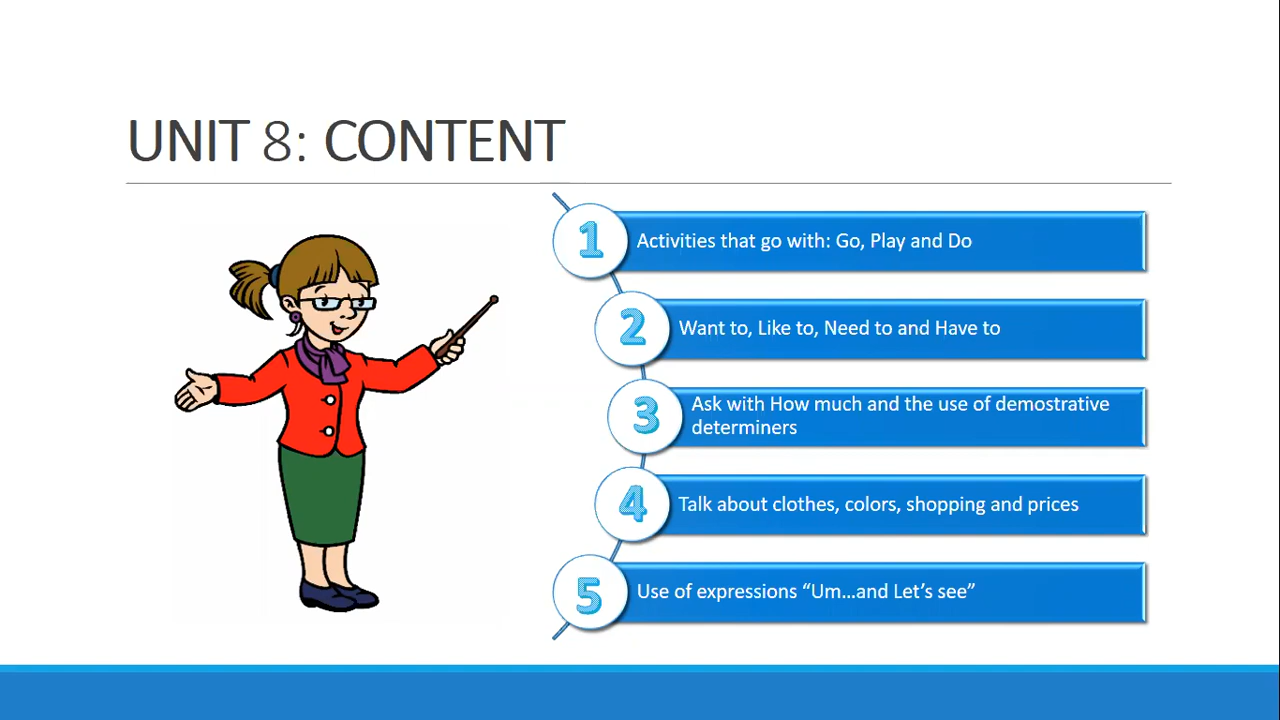 UNIT 8: CONTENT
1
Activities that go with: Go, Play and Do
2
Want to, Like to, Need to and Have to
3
Ask with How much and the use of demostrative
determiners
4
Talk about clothes, colors, shopping and prices
5
Use of expressions “Um…and Let’s see”